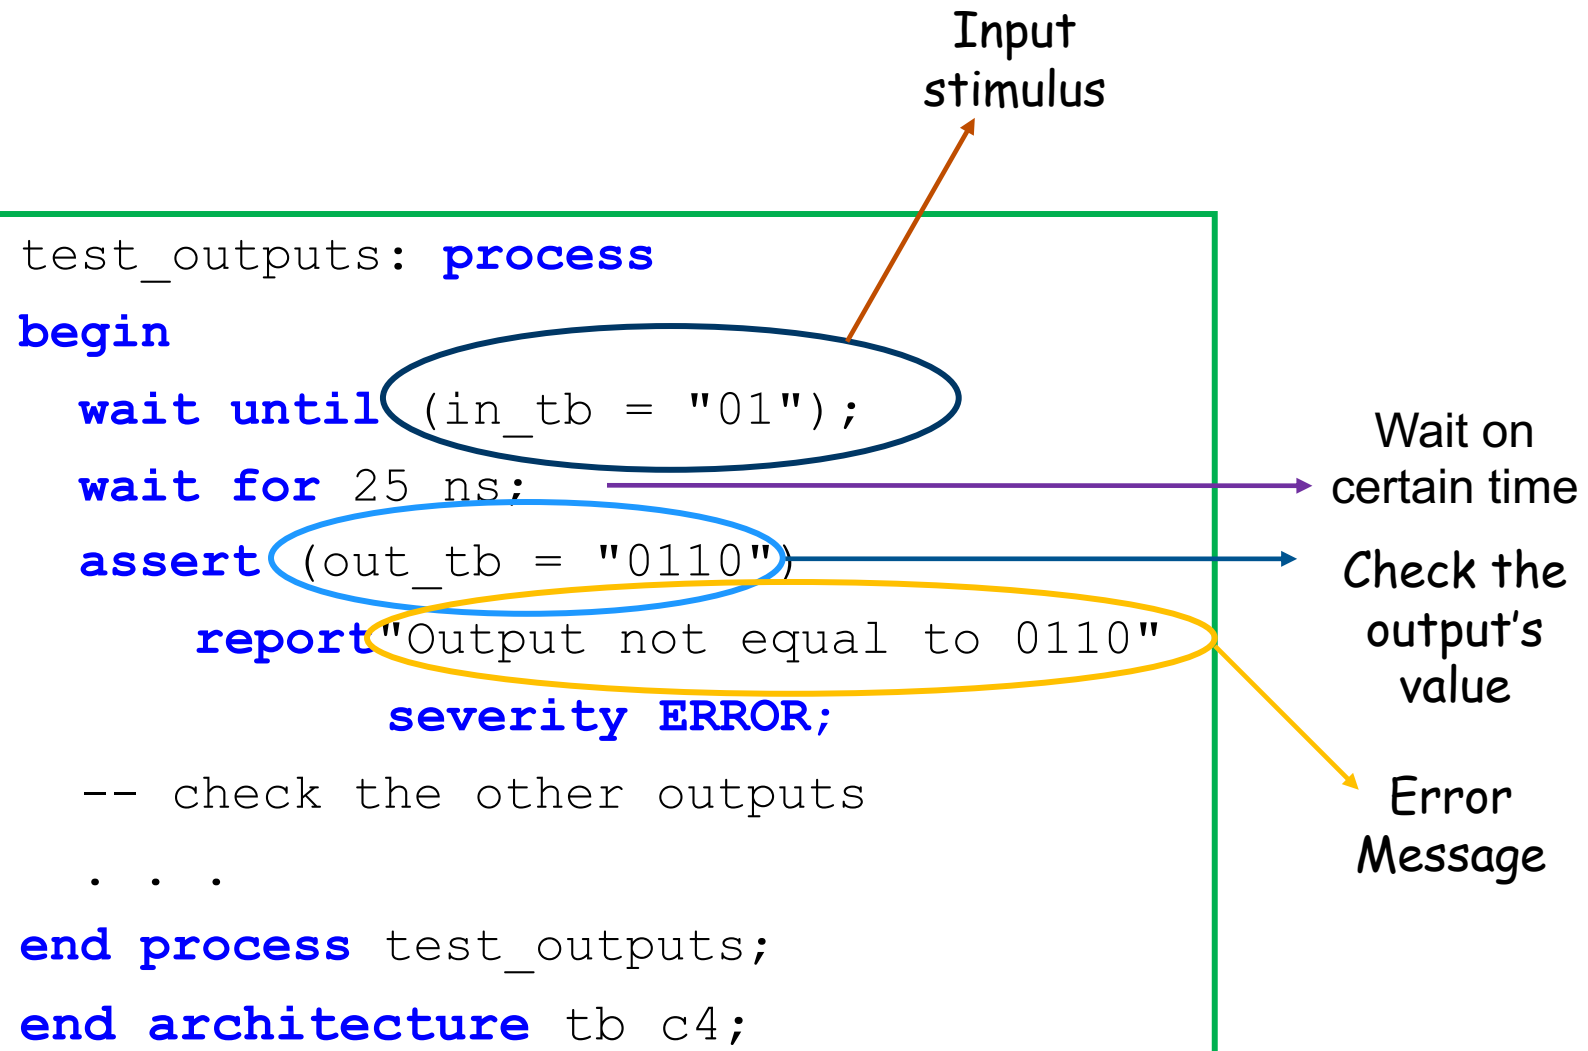 Input
stimulus
test_outputs: process
begin
wait until (in_tb = "01");
wait for 25 ns;
assert (out_tb = "0110")
report"Output not equal to 0110"
severity ERROR;
-- check the other outputs
. . .
end process test_outputs;
end architecture tb c4;
Wait on
certain time
Check the
output's
value
Error
Message